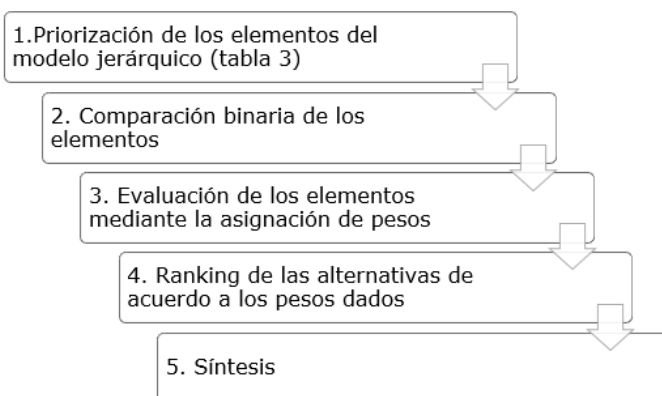 1.Priorización de los elementos del
modelo jerárquico (tabla 3)
2. Comparación binaria de los
elementos
3. Evaluación de los elementos
mediante la asignación de pesos
4. Ranking de las alternativas de
acuerdo a los pesos dados
5. Síntesis